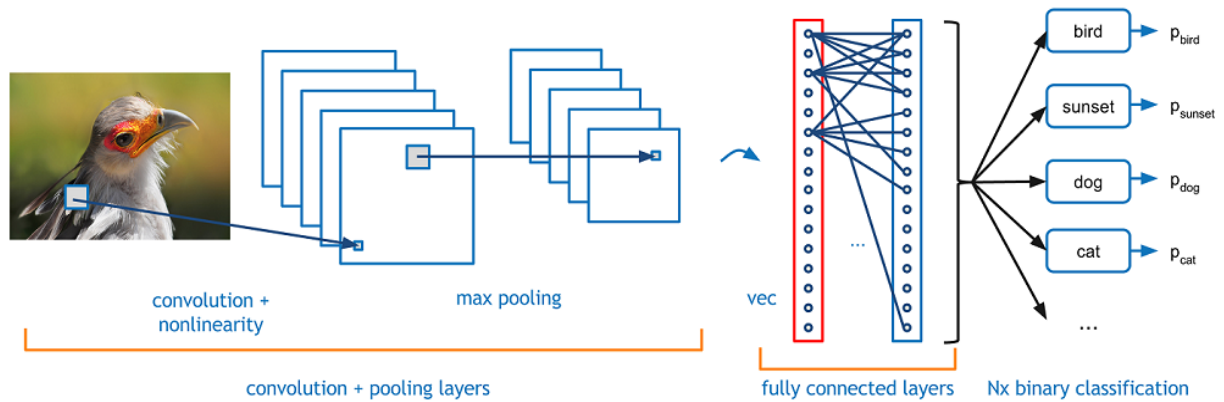 bird
p_bird
sunset
p_sunset
dog
p_dog
cat
p_cat
...
...
convolution +
nonlinearity
max pooling
vec
convolution + pooling layers
fully connected layers
Nx binary classification